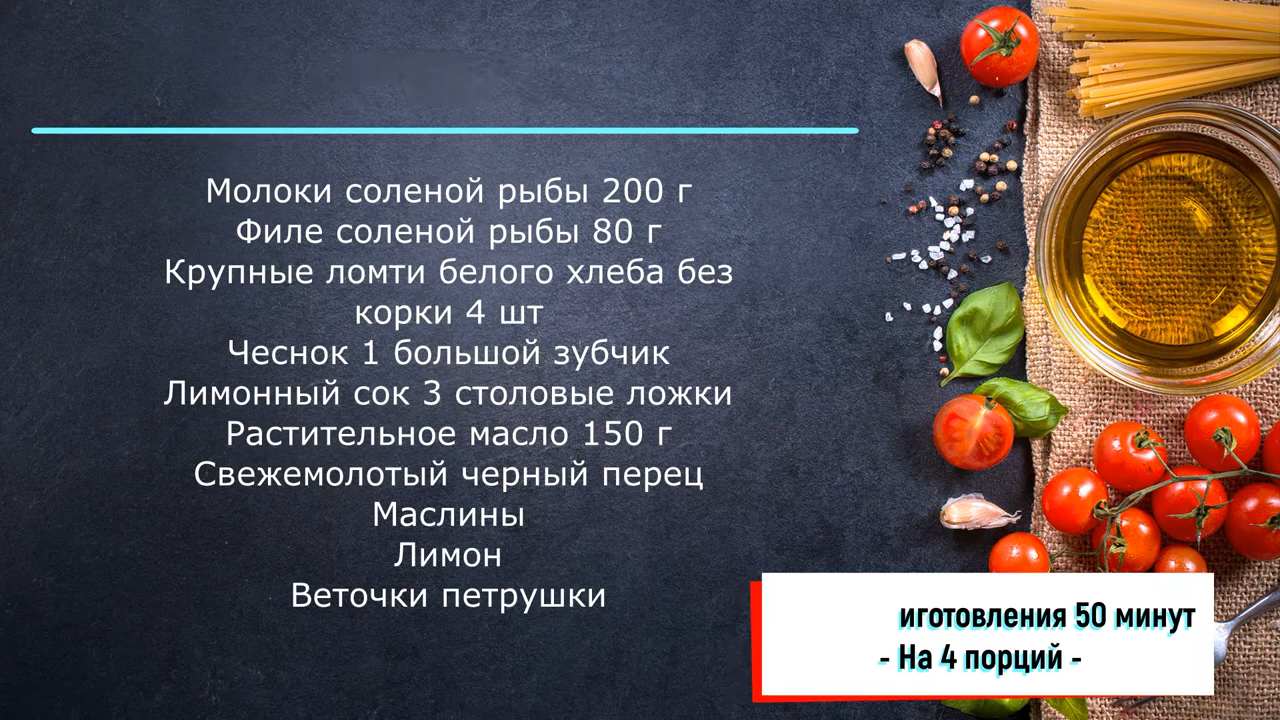 Молоки соленой рыбы 200 г
Филе соленой рыбы 80 г
Крупные ломти белого хлеба без
корки 4 шт
Чеснок 1 большой зубчик
Лимонный сок 3 столовые ложки
Растительное масло 150 г
Свежемолотый черный перец
Маслины
Лимон
Веточки петрушки
иготовления 50 минут
- На 4 порций -